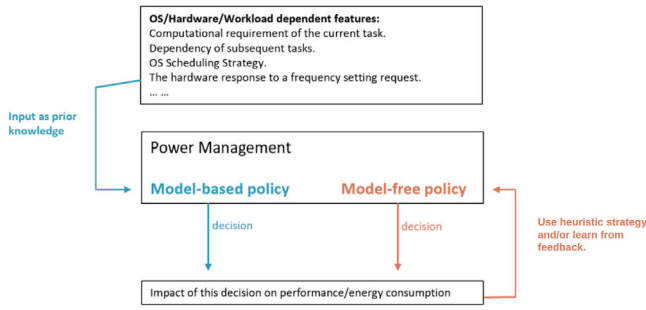 OS/Hardware/Workload dependent features:
Computational requirement of the current task.
Dependency of subsequent tasks.
OS Scheduling Strategy.
The hardware response to a frequency setting request.
... ...
Input as prior
knowledge
Power Management
Model-based policy
Model-free policy
decision
decision
Use heuristic strategy
and/or learn from
feedback.
Impact of this decision on performance/energy consumption